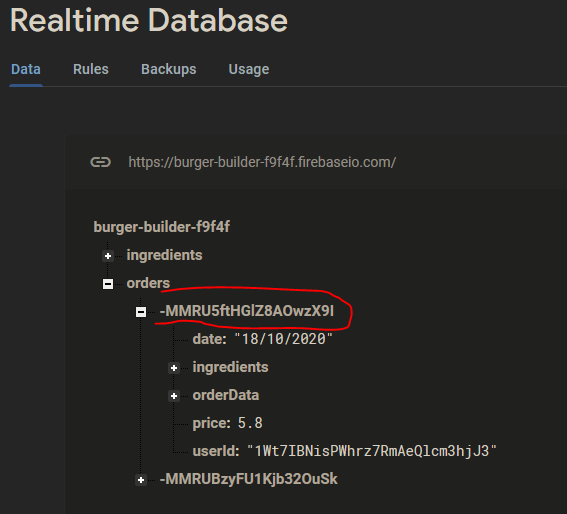 Realtime Database
Data Rules Backups Usage
https://burger-builder-f9f4f.firebaseio.com/
burger-builder-f9f4f
ingredients
orders
-MMRU5ftHGlZ8AOwzX9I
date: "18/10/2020"
ingredients
orderData
price: 5.8
userId: "1Wt7IBNisPWhrz7RmAeQlcm3hjJ3"
-MMRUBzyFU1Kjb32OuSk